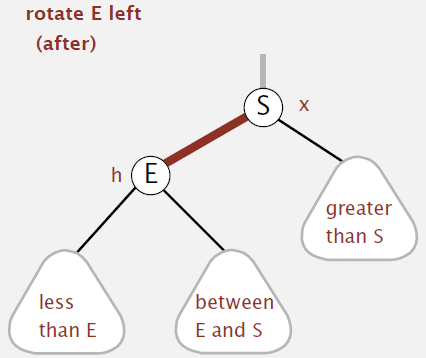 rotate E left
(after)
S
x
h
E
greater
than S
less
than E
between
E and S